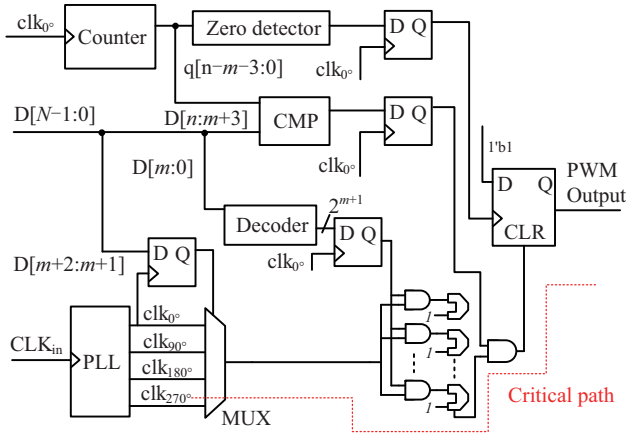 clk0°
Counter
Zero detector
D Q
clk0°
q[n−m−3:0]
D[N−1:0]
D[n:m+3]
CMP
D Q
clk0°
1'b1
D Q
CLR
PWM
Output
D[m:0]
Decoder
2^{m+1}
D Q
clk0°
D Q
D[m+2:m+1]
CLKin
PLL
clk0°
clk90°
clk180°
clk270°
MUX
1
1
1
Critical path